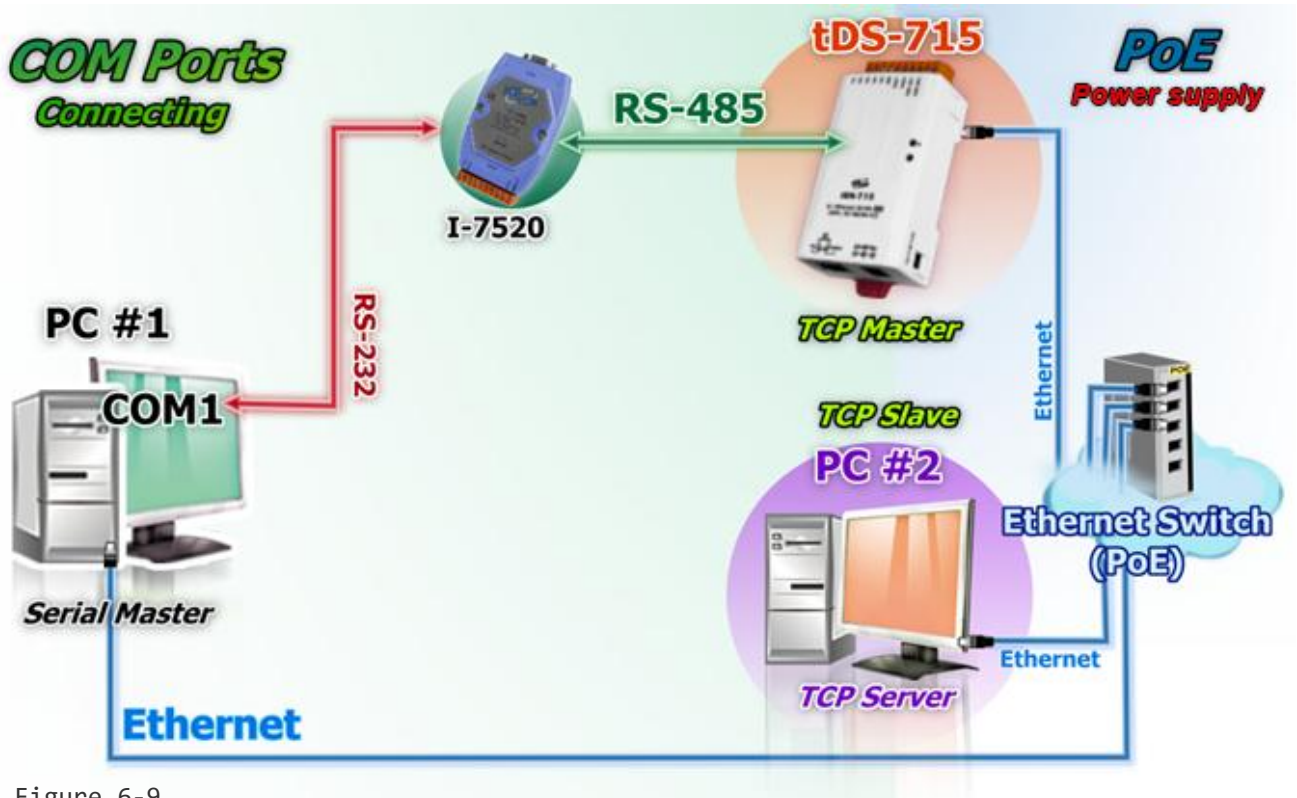 COM Ports
Connecting
tDS-715
PoE
Power supply
RS-485
I-7520
RS-232
TCP Master
PC #1
COM1
Ethernet
POE
TCP Slave
PC #2
Ethernet Switch
(PoE)
Serial Master
Ethernet
TCP Server
Ethernet
Figure 6-9